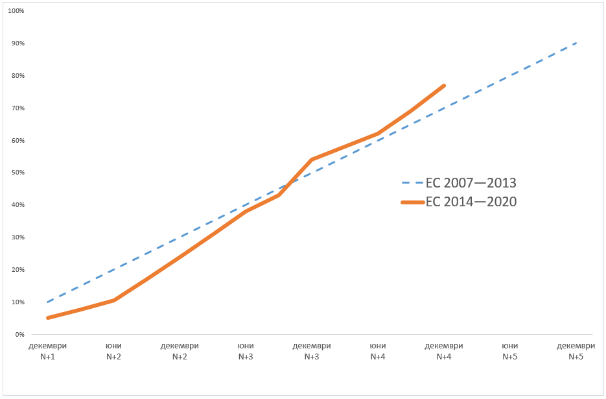 100%
90%
80%
70%
60%
50%
40%
30%
20%
10%
0%
ЕС 2007—2013
ЕС 2014—2020
декември юни декември юни декември юни декември юни декември
N+1 N+2 N+2 N+3 N+3 N+4 N+4 N+5 N+5